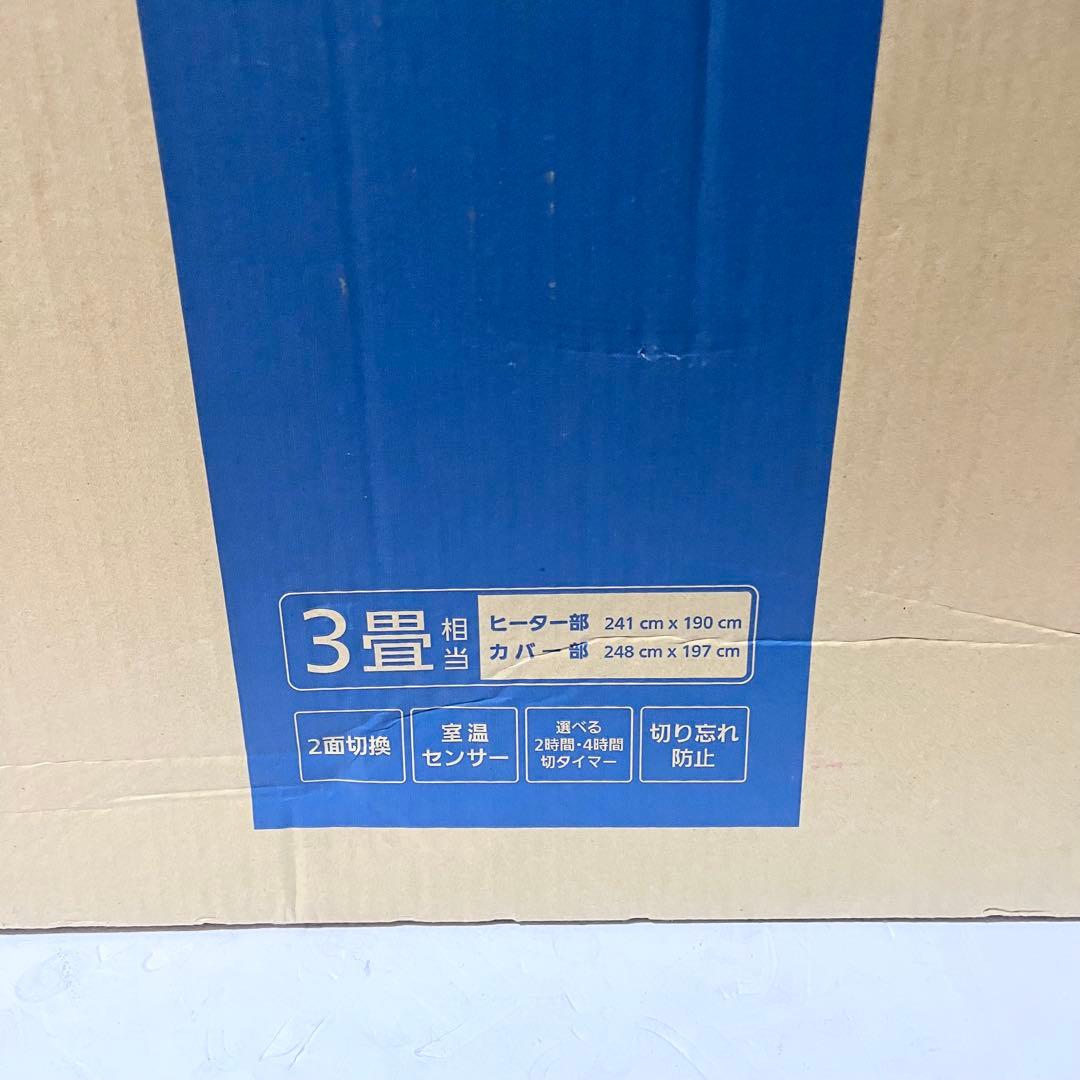 3畳相当
ヒーター部 241 cm x 190 cm
カバー部 248 cm x 197 cm
2面切換
室温
センサー
選べる
2時間・4時間
切タイマー
切り忘れ
防止